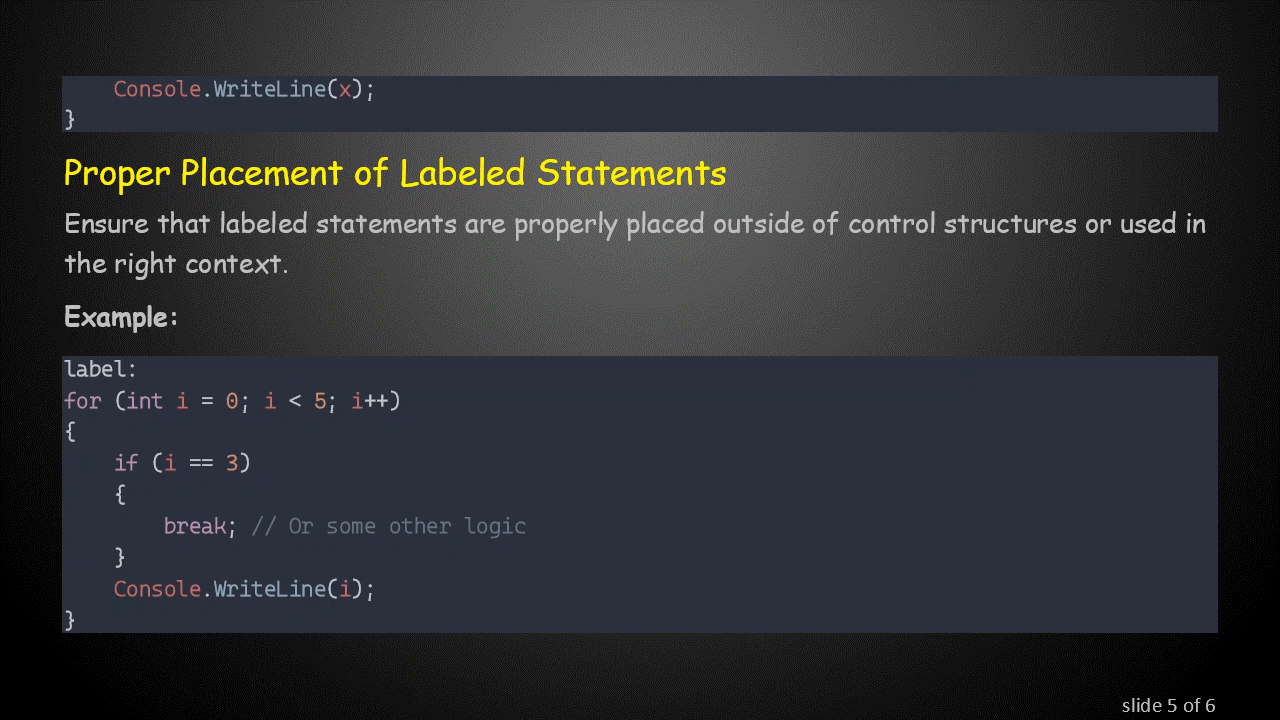 Console.WriteLine(x);
}
Proper Placement of Labeled Statements
Ensure that labeled statements are properly placed outside of control structures or used in
the right context.
Example:
label:
for (int i = 0; i < 5; i++)
{
    if (i == 3)
    {
        break; // Or some other logic
    }
    Console.WriteLine(i);
}
slide 5 of 6